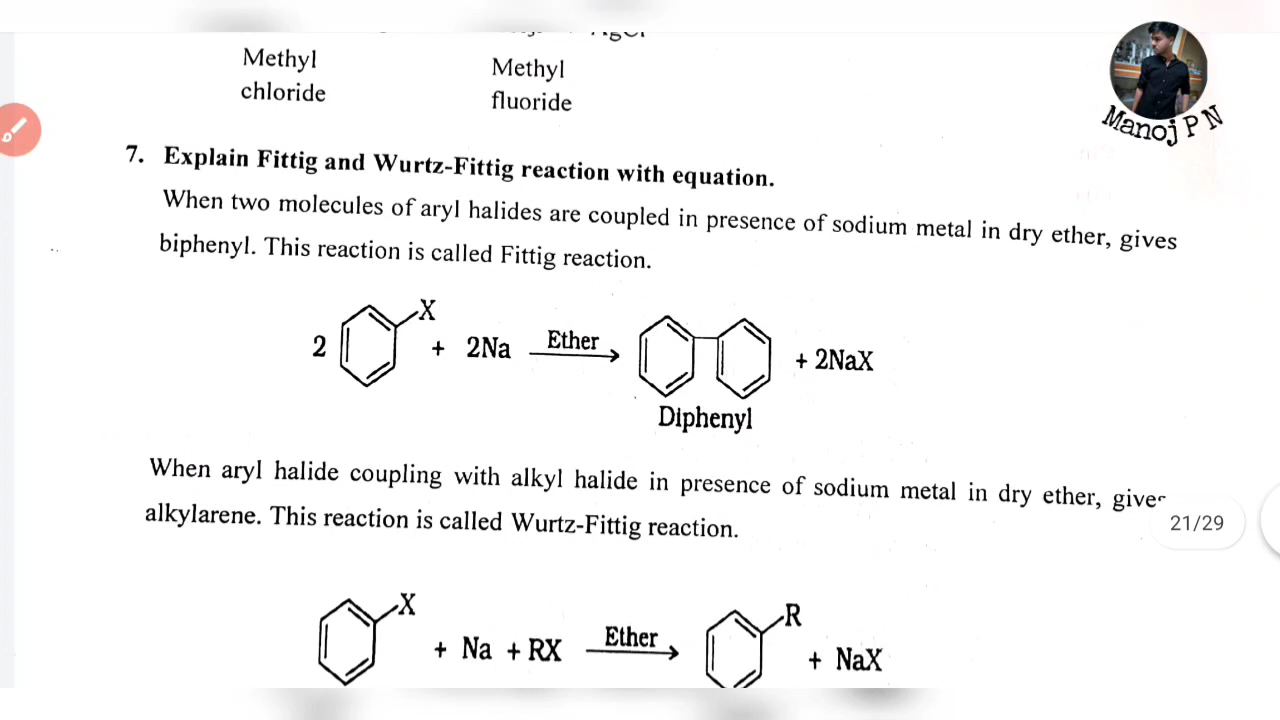 Methyl
chloride
Methyl
fluoride
Manoj P N
7. Explain Fittig and Wurtz-Fittig reaction with equation.
When two molecules of aryl halides are coupled in presence of sodium metal in dry ether, gives
biphenyl. This reaction is called Fittig reaction.
2 X + 2Na Ether + 2NaX
Diphenyl
When aryl halide coupling with alkyl halide in presence of sodium metal in dry ether, gives
alkylarene. This reaction is called Wurtz-Fittig reaction.
21/29
X + Na + RX Ether R + NaX